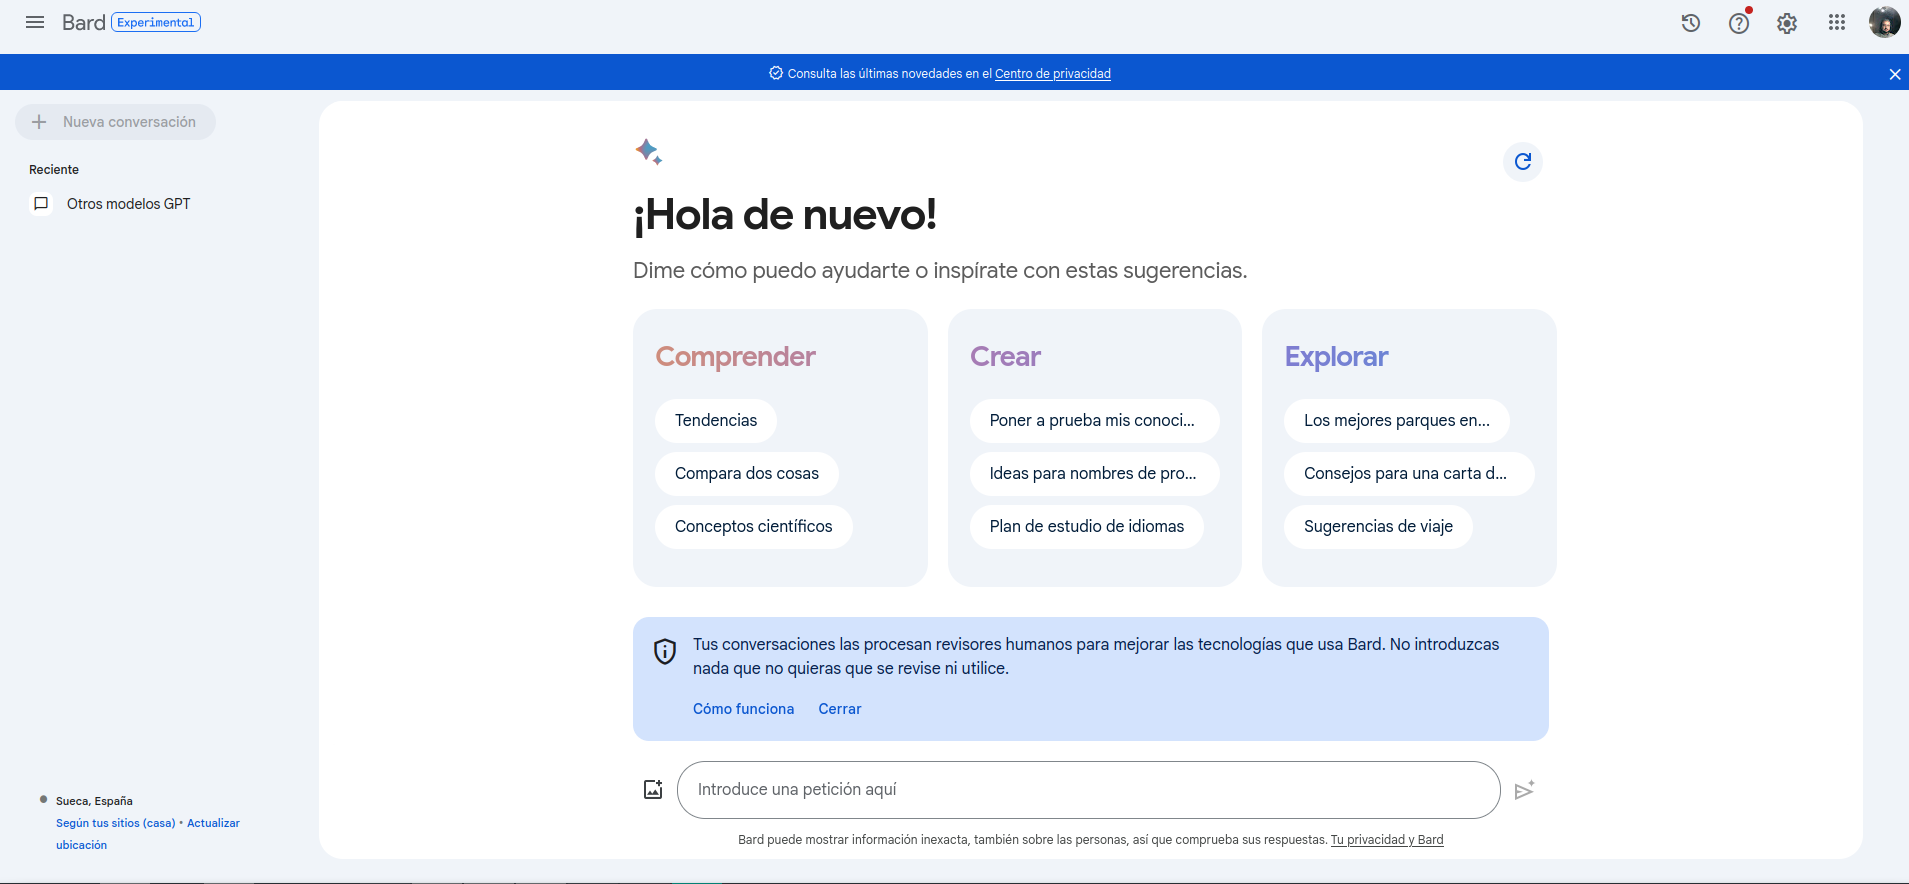 Bard Experimental
Consulta las últimas novedades en el Centro de privacidad
Nueva conversación
Reciente
Otros modelos GPT
¡Hola de nuevo!
Dime cómo puedo ayudarte o inspírate con estas sugerencias.
Comprender
Tendencias
Compara dos cosas
Conceptos científicos
Crear
Poner a prueba mis conoci...
Ideas para nombres de pro...
Plan de estudio de idiomas
Explorar
Los mejores parques en...
Consejos para una carta d...
Sugerencias de viaje
Tus conversaciones las procesan revisores humanos para mejorar las tecnologías que usa Bard. No introduzcas
nada que no quieras que se revise ni utilice.
Cómo funciona Cerrar
Introduce una petición aquí
Bard puede mostrar información inexacta, también sobre las personas, así que comprueba sus respuestas. Tu privacidad y Bard
Sueca, España
Según tus sitios (casa) • Actualizar
ubicación